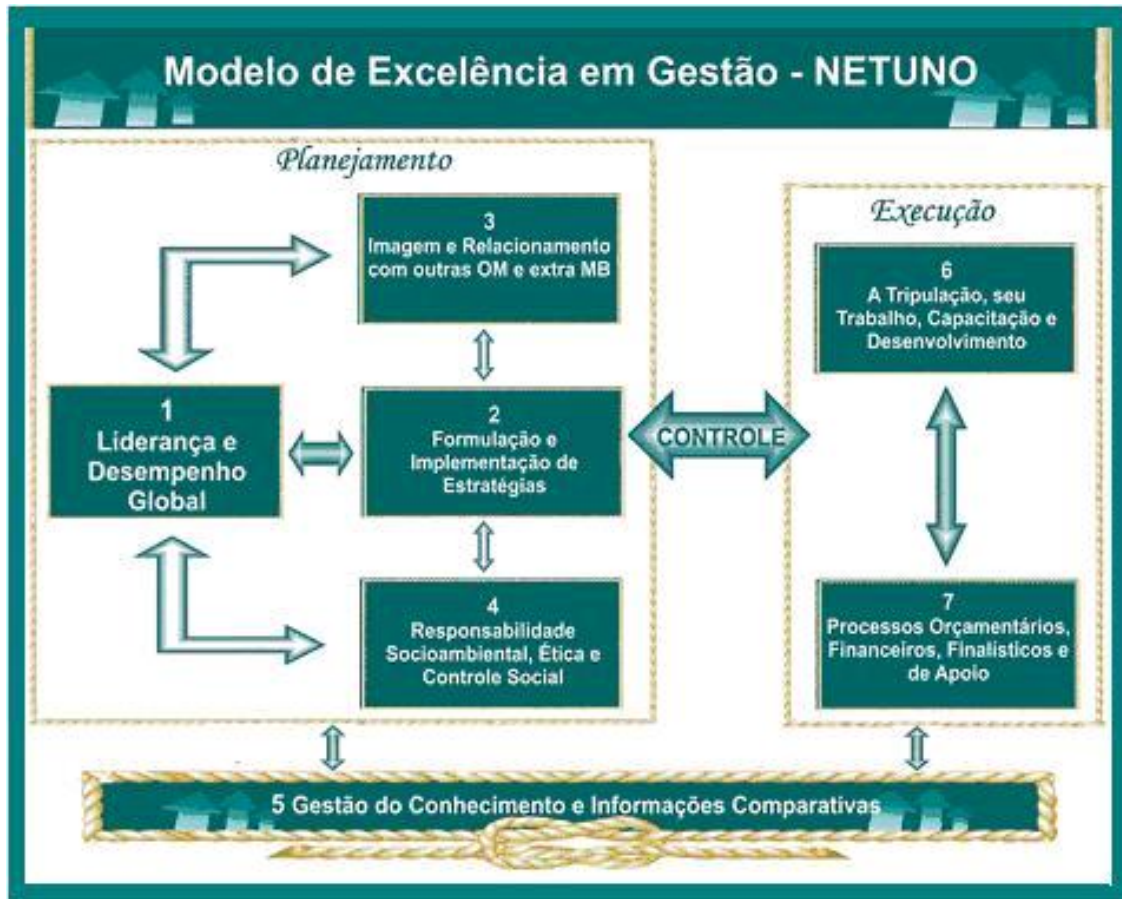 Modelo de Excelência em Gestão - NETUNO
Planejamento
3
Imagem e Relacionamento
com outras OM e extra MB
1
Liderança e
Desempenho
Global
2
Formulação e
Implementação de
Estratégias
4
Responsabilidade
Socioambiental, Ética e
Controle Social
CONTROLE
Execução
6
A Tripulação, seu
Trabalho, Capacitação e
Desenvolvimento
7
Processos Orçamentários,
Financeiros, Finalísticos e
de Apoio
5 Gestão do Conhecimento e Informações Comparativas